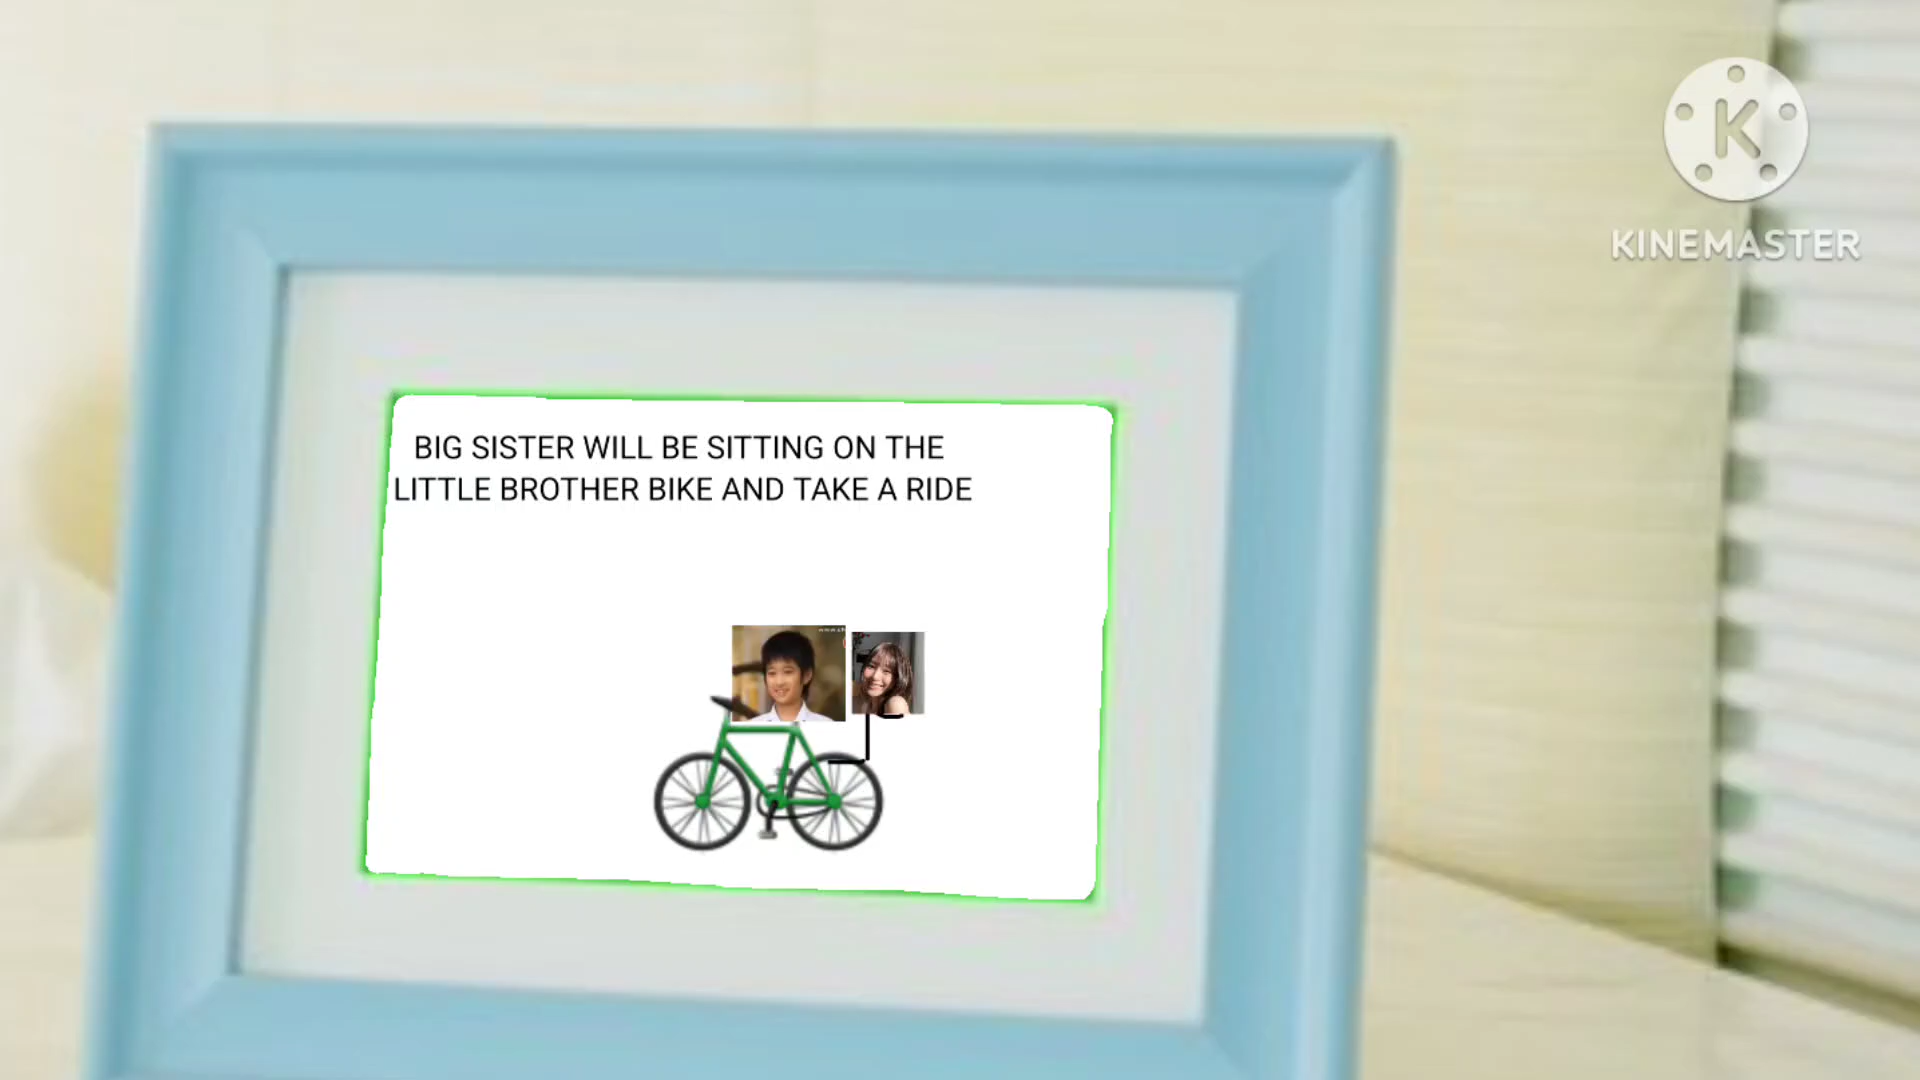 K
KINEMASTER
BIG SISTER WILL BE SITTING ON THE
LITTLE BROTHER BIKE AND TAKE A RIDE